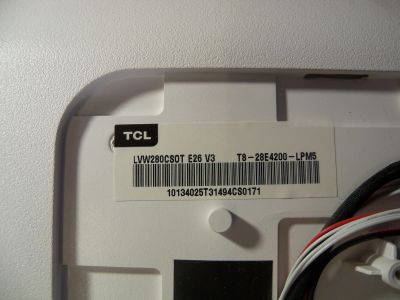 TCL
LVW280CSOT E26 V3 T8-28E4200-LPM5
10134025T31494CS0171